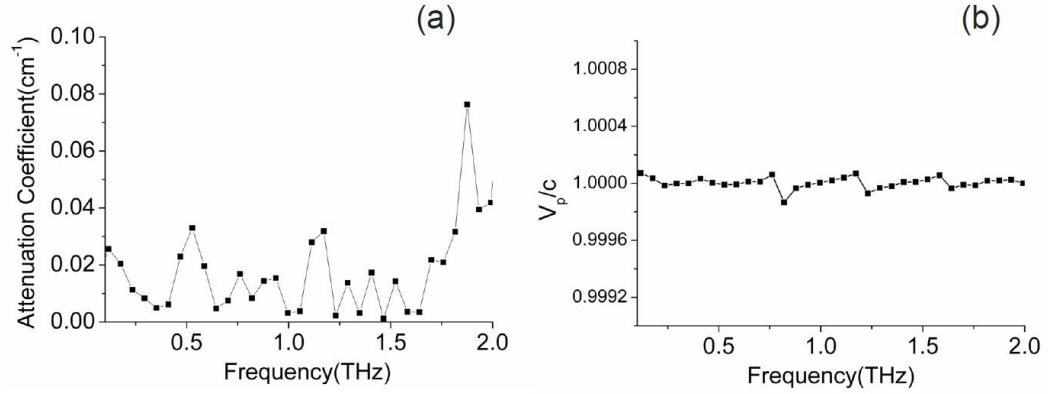 (a)
0.10
0.08
0.06
0.04
0.02
0.00
Attenuation Coefficient(cm⁻¹)
0.5 1.0 1.5 2.0
Frequency(THz)
(b)
1.0008
1.0004
1.0000
0.9996
0.9992
Vₚ/c
0.5 1.0 1.5 2.0
Frequency(THz)